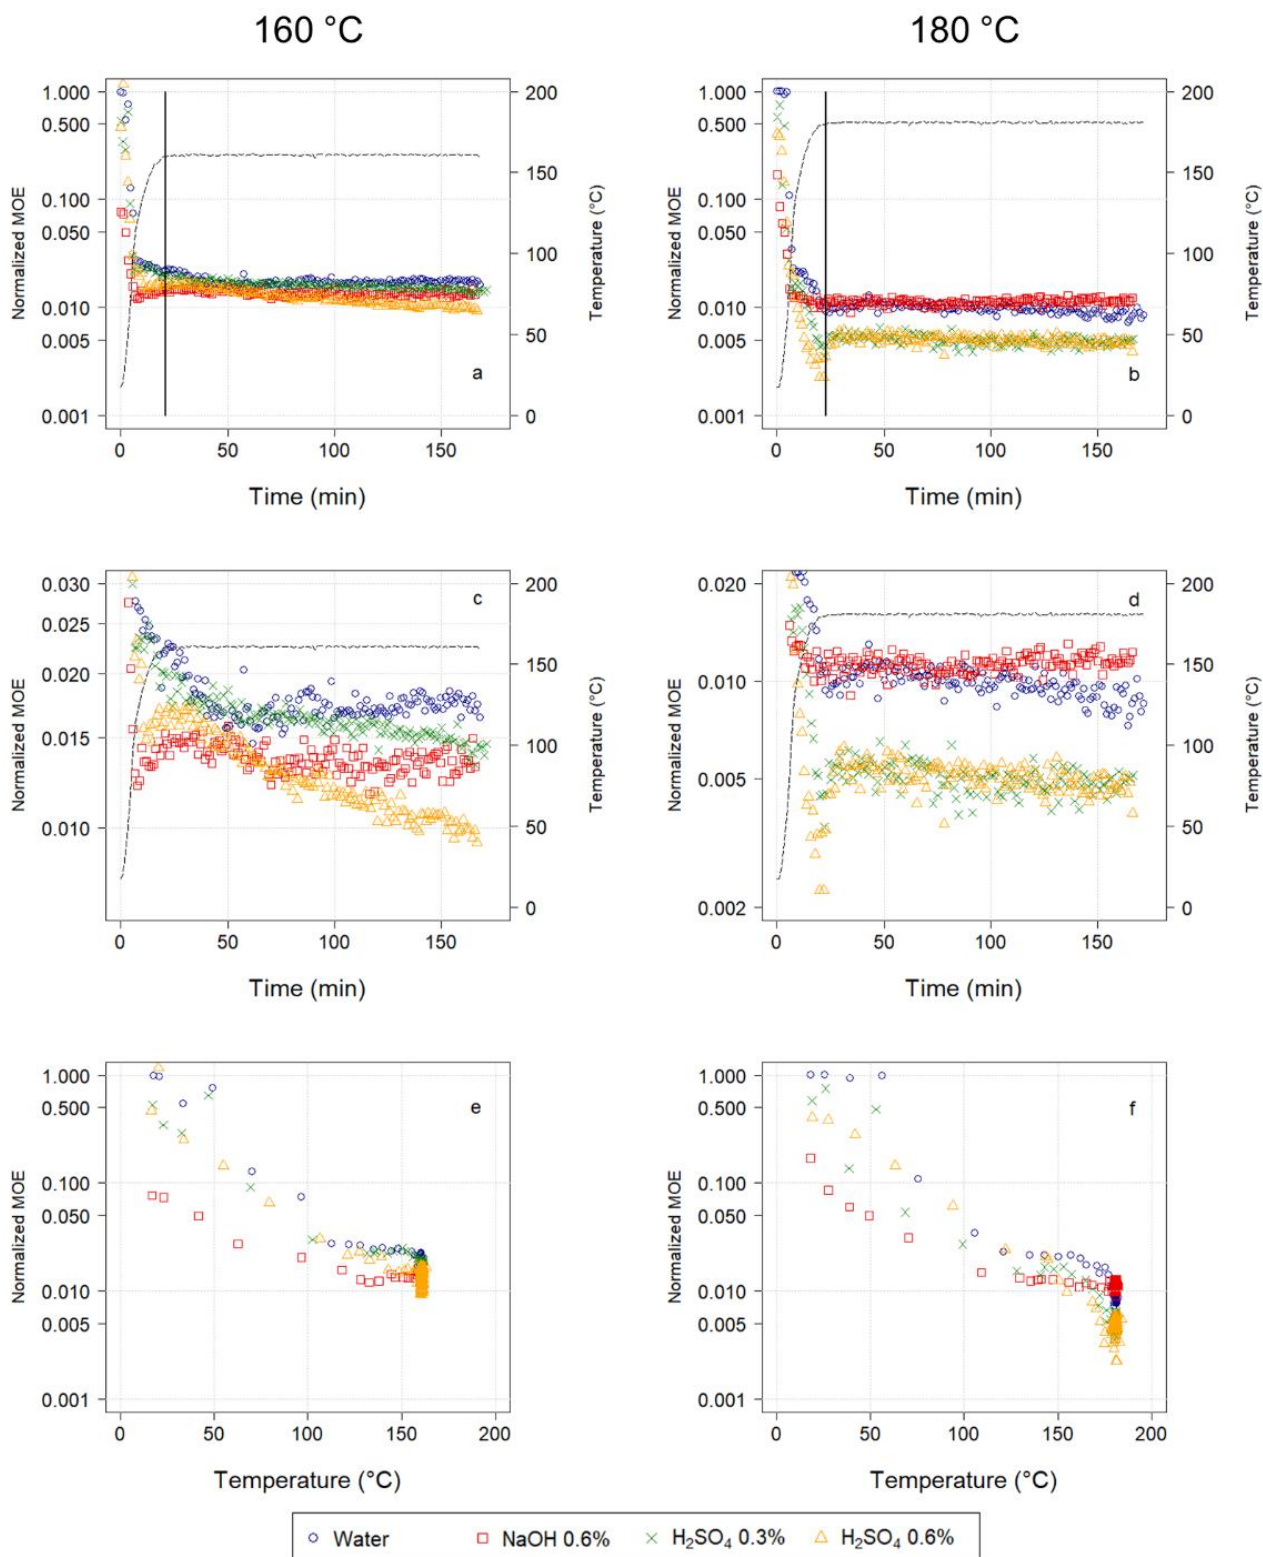 160 °C
180 °C
1.000
0.500
0.100
0.050
0.010
0.005
0.001
Normalized MOE
200
150
100
50
0
Temperature (°C)
a
0 50 100 150
Time (min)
1.000
0.500
0.100
0.050
0.010
0.005
0.001
Normalized MOE
200
150
100
50
0
Temperature (°C)
b
0 50 100 150
Time (min)
0.030
0.025
0.020
0.015
0.010
Normalized MOE
200
150
100
50
0
Temperature (°C)
c
0 50 100 150
Time (min)
0.020
0.010
0.005
0.002
Normalized MOE
200
150
100
50
0
Temperature (°C)
d
0 50 100 150
Time (min)
1.000
0.500
0.100
0.050
0.010
0.005
0.001
Normalized MOE
e
0 50 100 150 200
Temperature (°C)
1.000
0.500
0.100
0.050
0.010
0.005
0.001
Normalized MOE
f
0 50 100 150 200
Temperature (°C)
Water NaOH 0.6% H₂SO₄ 0.3% H₂SO₄ 0.6%